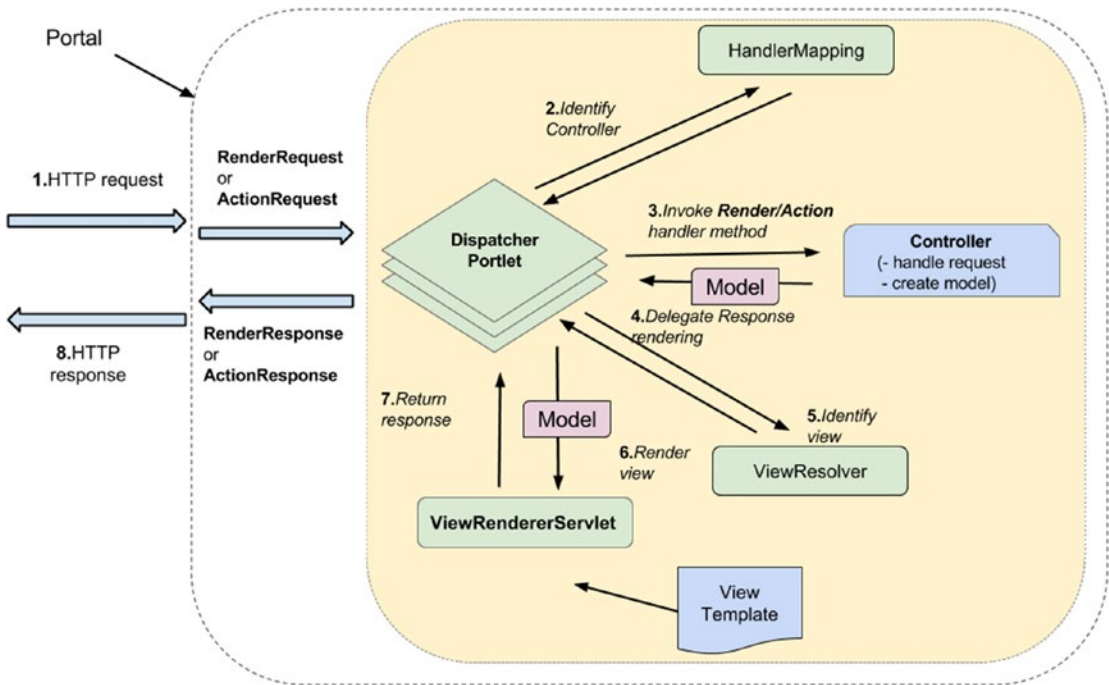 Portal
HandlerMapping
2.Identify
Controller
RenderRequest
or
ActionRequest
1.HTTP request
3.Invoke Render/Action
handler method
Dispatcher
Portlet
Controller
(- handle request
- create model)
Model
4.Delegate Response
rendering
RenderResponse
or
ActionResponse
8.HTTP
response
7.Return
response
Model
5.Identify
view
6.Render
view
ViewResolver
ViewRendererServlet
View
Template